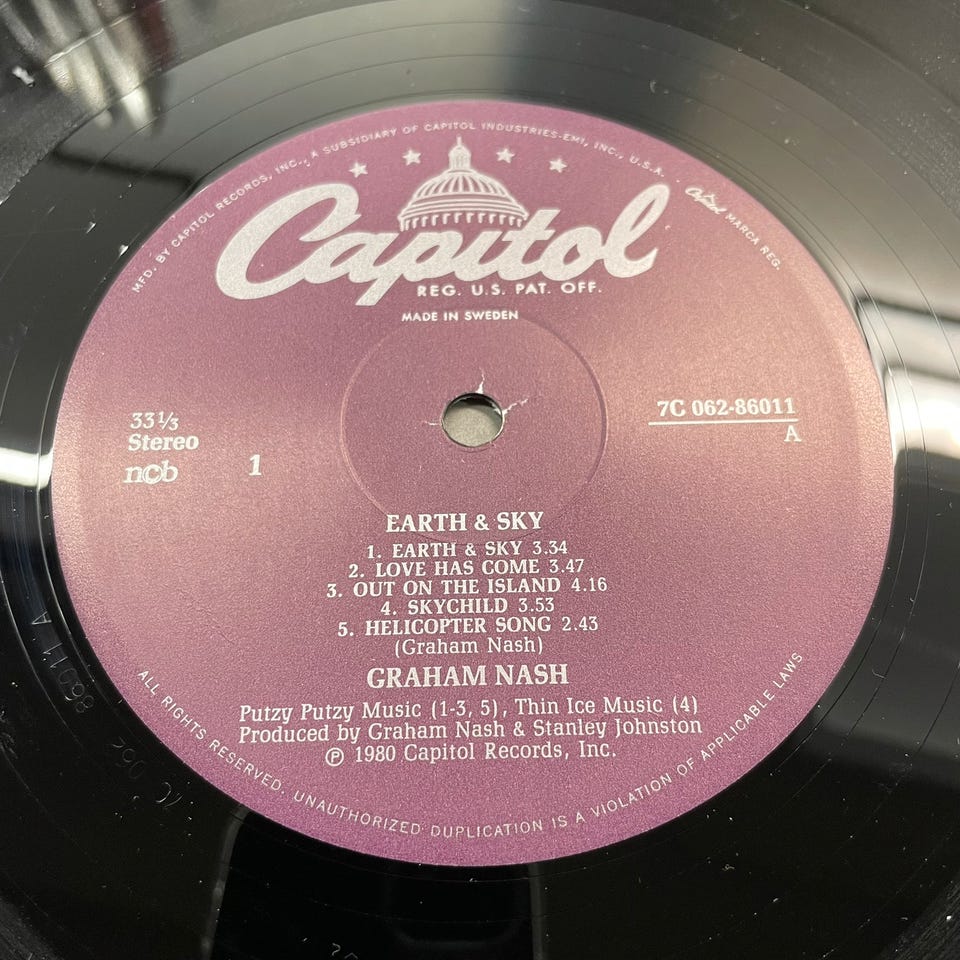 MFD. BY CAPITOL RECORDS, INC., A SUBSIDIARY OF CAPITOL INDUSTRIES-EMI, INC., U.S.A. Capitol MARCA REG.
Capitol
REG. U.S. PAT. OFF.
MADE IN SWEDEN
33⅓
Stereo
ncb
1
7C 062-86011
A
EARTH & SKY
1. EARTH & SKY 3.34
2. LOVE HAS COME 3.47
3. OUT ON THE ISLAND 4.16
4. SKYCHILD 3.53
5. HELICOPTER SONG 2.43
(Graham Nash)
GRAHAM NASH
Putzy Putzy Music (1-3, 5), Thin Ice Music (4)
Produced by Graham Nash & Stanley Johnston
℗ 1980 Capitol Records, Inc.
ALL RIGHTS RESERVED. UNAUTHORIZED DUPLICATION IS A VIOLATION OF APPLICABLE LAWS
7C 062 86011 A